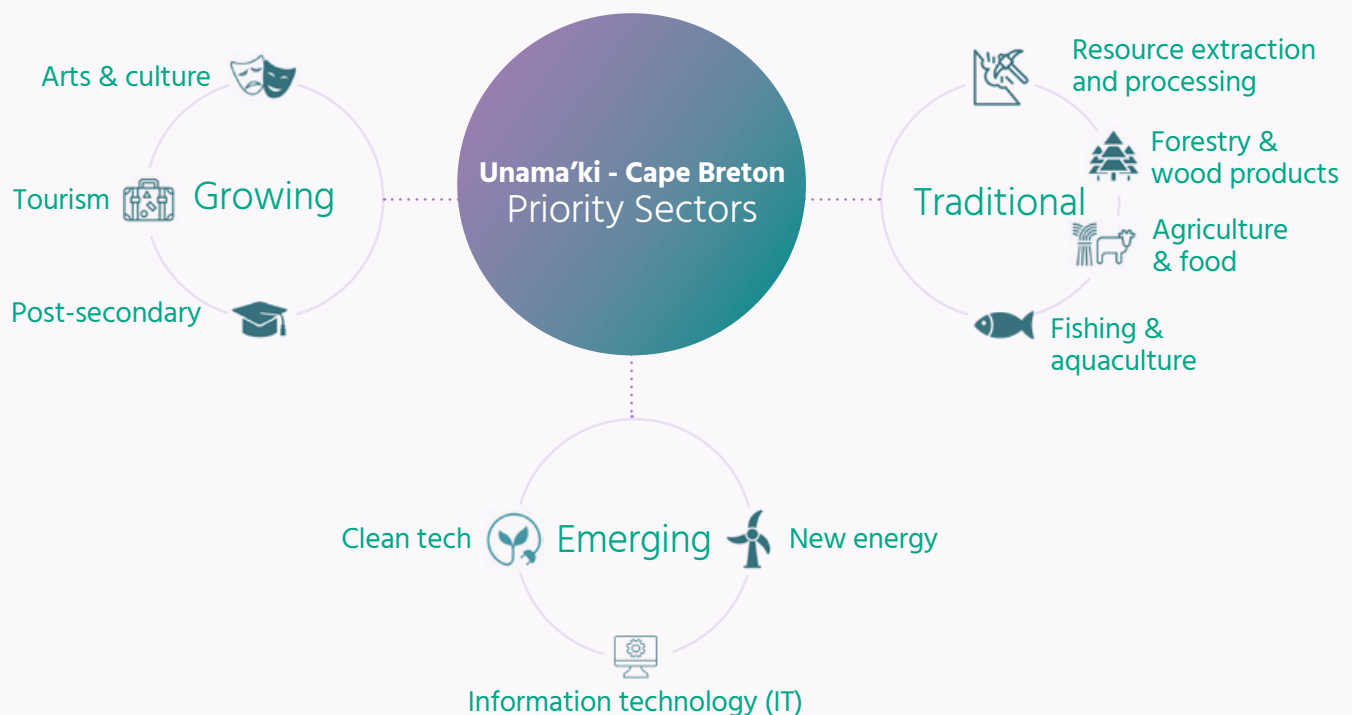 Unama’ki - Cape Breton
Priority Sectors
Growing
Arts & culture
Tourism
Post-secondary
Traditional
Resource extraction
and processing
Forestry &
wood products
Agriculture
& food
Fishing &
aquaculture
Emerging
Clean tech
New energy
Information technology (IT)